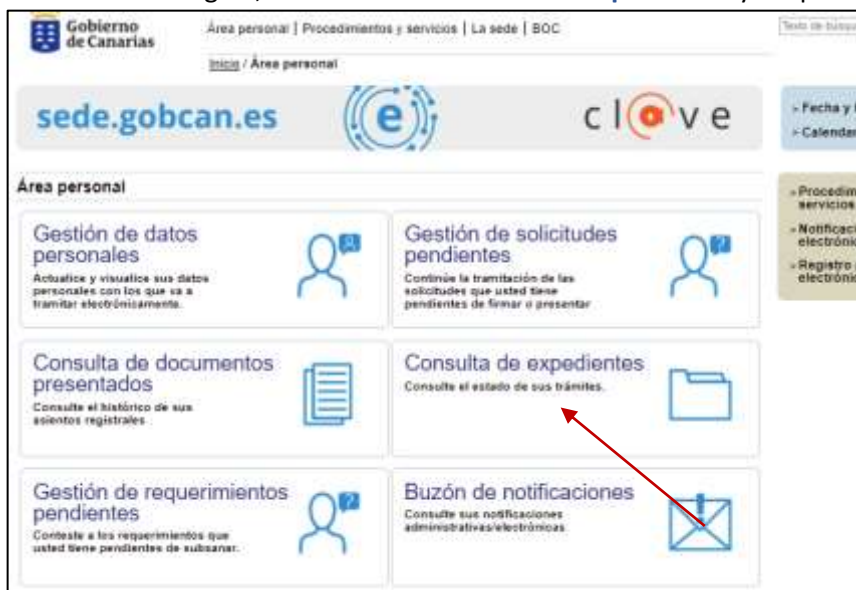 Gobierno
de Canarias
Área personal | Procedimientos y servicios | La sede | BOC
Inicio / Área personal
sede.gobcan.es
e
cl@ve
Fecha y
Calendar
Área personal
Procedim
servicios
Notificaci
electrónic
Registro
electrónic
Gestión de datos
personales
Actualice y visualice sus datos
personales con los que va a
tramitar electrónicamente.
Gestión de solicitudes
pendientes
Continúe la tramitación de las
solicitudes que usted tiene
pendientes de firmar o presentar
Consulta de documentos
presentados
Consulte el histórico de sus
asientos registrales
Consulta de expedientes
Consulte el estado de sus trámites.
Gestión de requerimientos
pendientes
Conteste a los requerimientos que
usted tiene pendientes de subsanar.
Buzón de notificaciones
Consulte sus notificaciones
administrativas/electrónicas